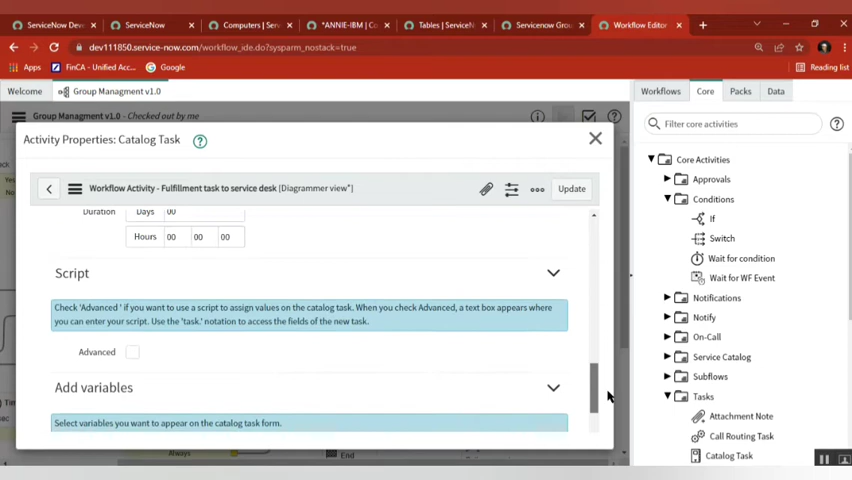 ServiceNow Dev
ServiceNow
Computers | Serv
*ANNIE-IBM | Co
Tables | ServiceN
Servicenow Grou
Workflow Editor
dev111850.service-now.com/workflow_ide.do?sysparm_nostack=true
Apps
FinCA - Unified Acc...
Google
Reading list
Welcome
Group Managment v1.0
Workflows
Core
Packs
Data
Group Managment v1.0 - Checked out by me
Filter core activities
Activity Properties: Catalog Task
Core Activities
Approvals
Workflow Activity - Fulfillment task to service desk [Diagrammer view*]
Update
Conditions
If
Duration
Days
00
Switch
Hours
00
00
00
Wait for condition
Script
Wait for WF Event
Notifications
Check 'Advanced ' if you want to use a script to assign values on the catalog task. When you check Advanced, a text box appears where
you can enter your script. Use the 'task.' notation to access the fields of the new task.
Notify
On-Call
Advanced
Service Catalog
Subflows
Add variables
Tasks
Attachment Note
Select variables you want to appear on the catalog task form.
Call Routing Task
Catalog Task
Always
End